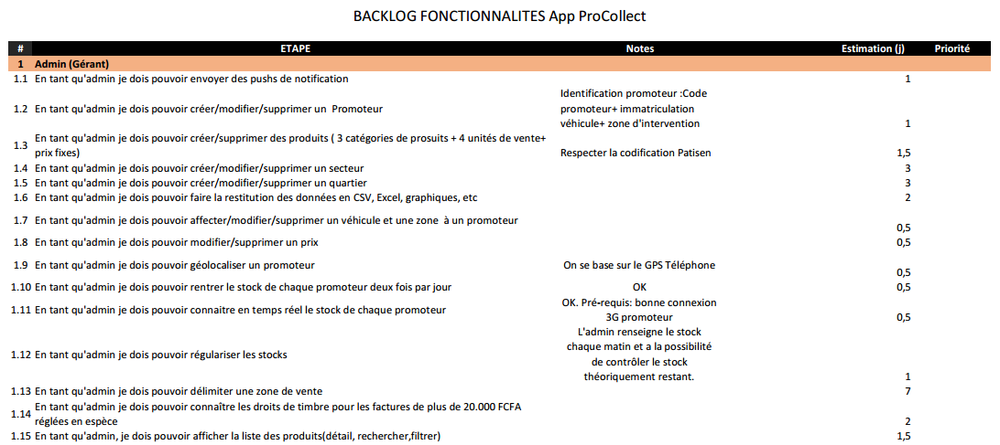 BACKLOG FONCTIONNALITES App ProCollect
# ETAPE Notes Estimation (j) Priorité
1 Admin (Gérant)
1.1 En tant qu'admin je dois pouvoir envoyer des pushs de notification 1
Identification promoteur :Code
1.2 En tant qu'admin je dois pouvoir créer/modifier/supprimer un Promoteur promoteur+ immatriculation
véhicule+ zone d'intervention 1
1.3 En tant qu'admin je dois pouvoir créer/supprimer des produits ( 3 catégories de prosuits + 4 unités de vente+
prix fixes) Respecter la codification Patisen 1,5
1.4 En tant qu'admin je dois pouvoir créer/modifier/supprimer un secteur 3
1.5 En tant qu'admin je dois pouvoir créer/modifier/supprimer un quartier 3
1.6 En tant qu'admin je dois pouvoir faire la restitution des données en CSV, Excel, graphiques, etc 2
1.7 En tant qu'admin je dois pouvoir affecter/modifier/supprimer un véhicule et une zone à un promoteur 0,5
1.8 En tant qu'admin je dois pouvoir modifier/supprimer un prix 0,5
1.9 En tant qu'admin je dois pouvoir géolocaliser un promoteur On se base sur le GPS Téléphone 0,5
1.10 En tant qu'admin je dois pouvoir rentrer le stock de chaque promoteur deux fois par jour OK 0,5
OK. Pré-requis: bonne connexion
1.11 En tant qu'admin je dois pouvoir connaitre en temps réel le stock de chaque promoteur 3G promoteur 0,5
L'admin renseigne le stock
chaque matin et a la possibilité
1.12 En tant qu'admin je dois pouvoir régulariser les stocks de contrôler le stock
théoriquement restant. 1
1.13 En tant qu'admin je dois pouvoir délimiter une zone de vente 7
1.14 En tant qu'admin je dois pouvoir connaître les droits de timbre pour les factures de plus de 20.000 FCFA
réglées en espèce 2
1.15 En tant qu'admin, je dois pouvoir afficher la liste des produits(détail, rechercher,filtrer) 1,5